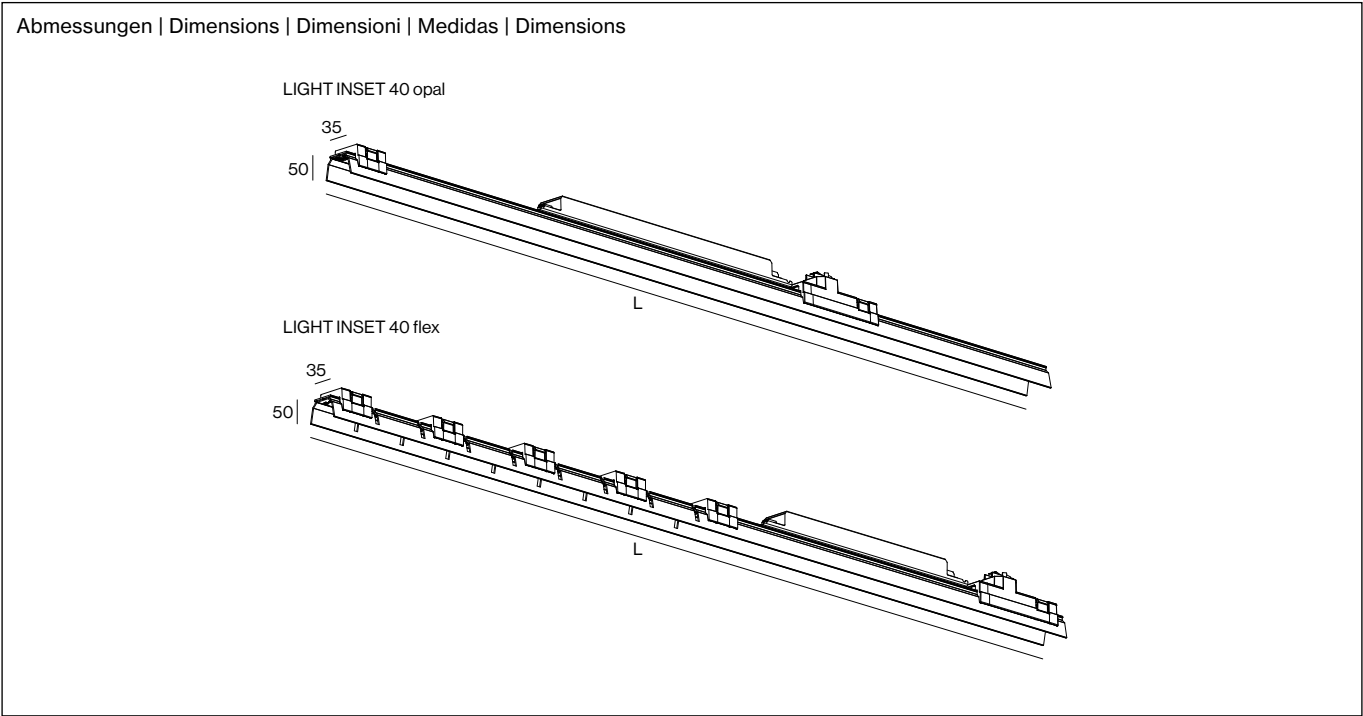 Abmessungen | Dimensions | Dimensioni | Medidas | Dimensions
LIGHT INSET 40 opal
35
50
L
LIGHT INSET 40 flex
35
50
L